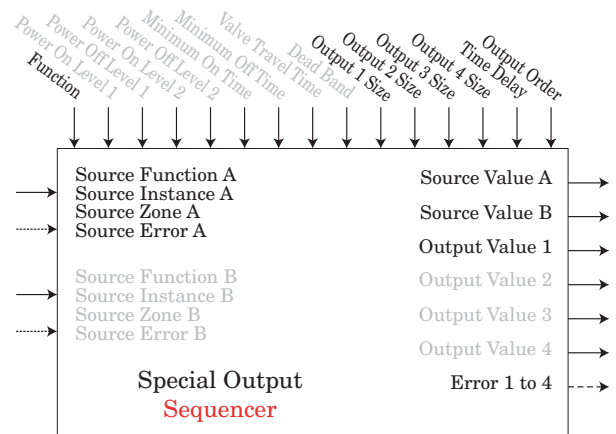 Function
Power On Level 1
Power Off Level 1
Power On Level 2
Power Off Level 2
Minimum On Time
Minimum Off Time
Valve Travel Time
Dead Band
Output 1 Size
Output 2 Size
Output 3 Size
Output 4 Size
Time Delay
Output Order
Source Function A
Source Instance A
Source Zone A
Source Error A
Source Function B
Source Instance B
Source Zone B
Source Error B
Source Value A
Source Value B
Output Value 1
Output Value 2
Output Value 3
Output Value 4
Error 1 to 4
Special Output
Sequencer